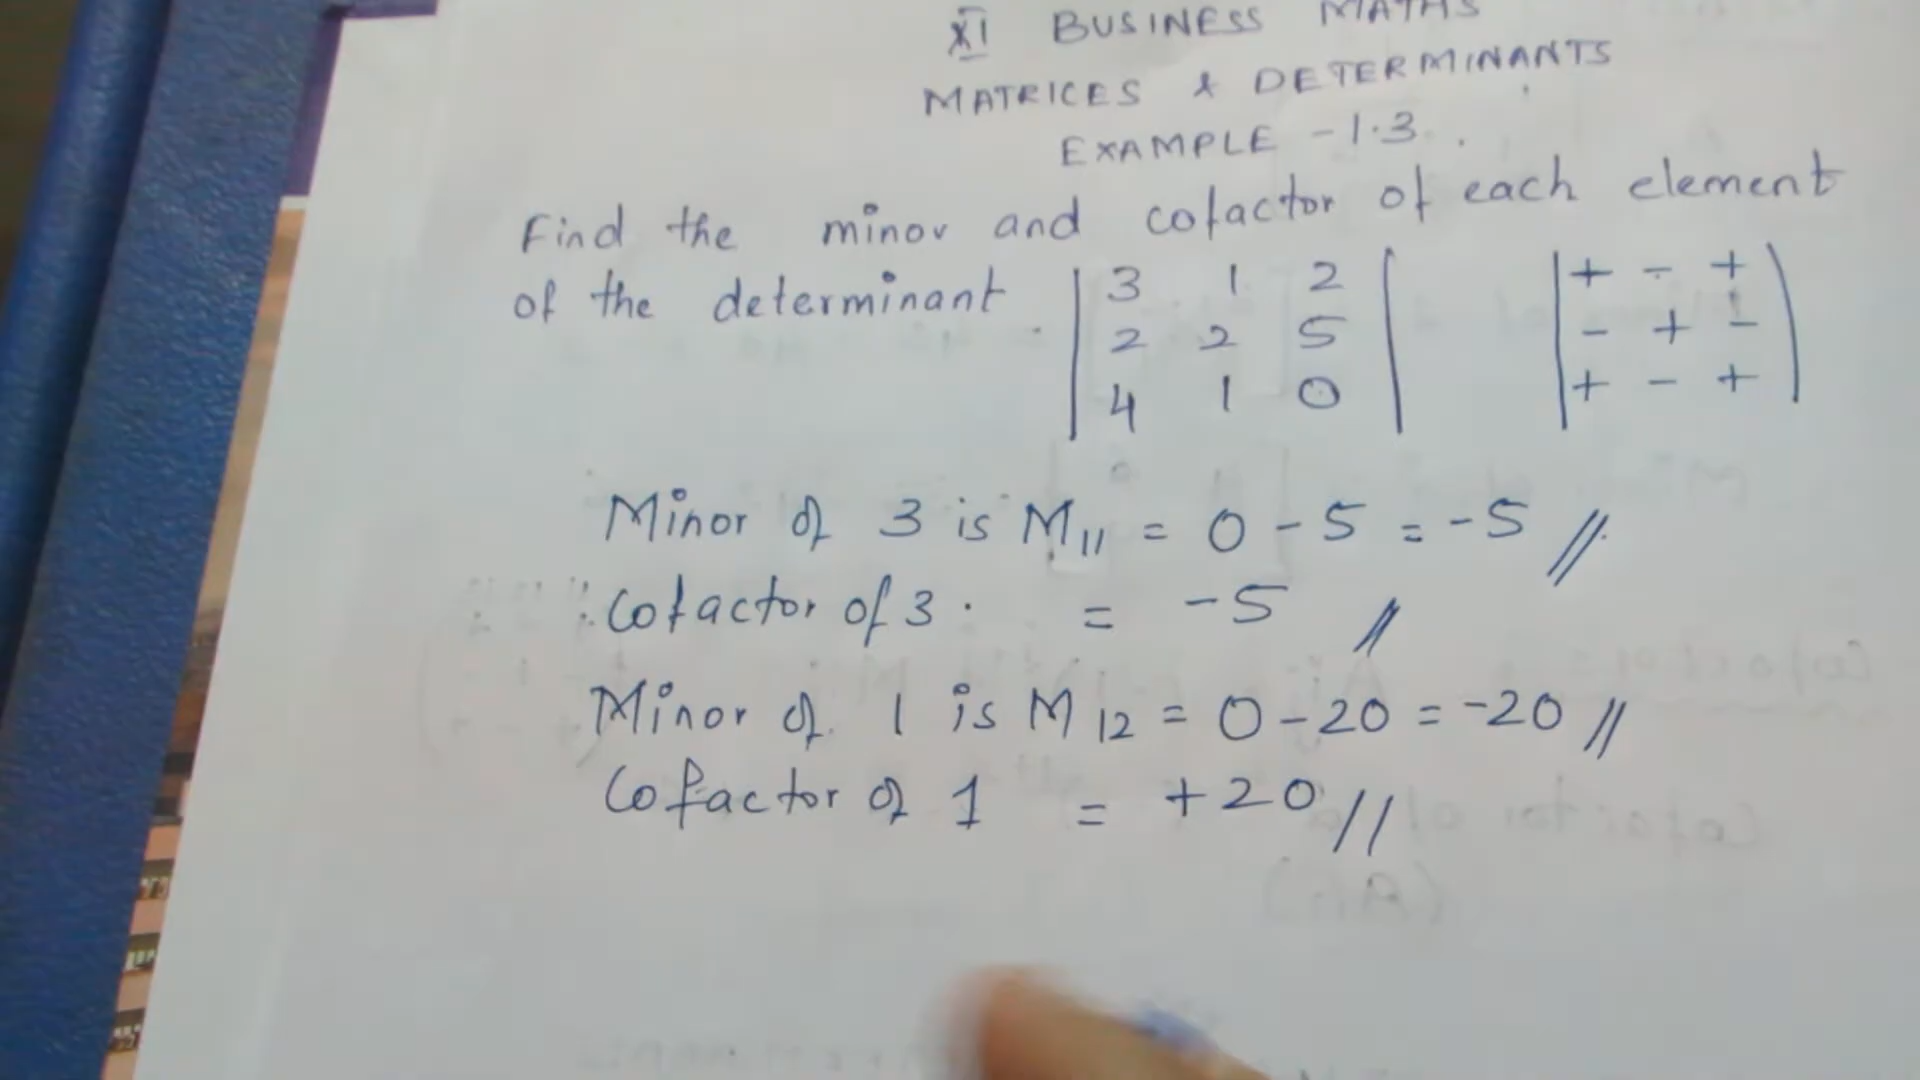 XI BUSINESS MATHS
MATRICES & DETERMINANTS
EXAMPLE - 1.3.
Find the minor and cofactor of each element
of the determinant | 3 1 2 | | + - + |
| 2 2 5 | | - + - |
| 4 1 0 | | + - + |
Minor of 3 is M11 = 0 - 5 = -5 //
Cofactor of 3 = -5 //
Minor of 1 is M12 = 0 - 20 = -20 //
Cofactor of 1 = +20 //